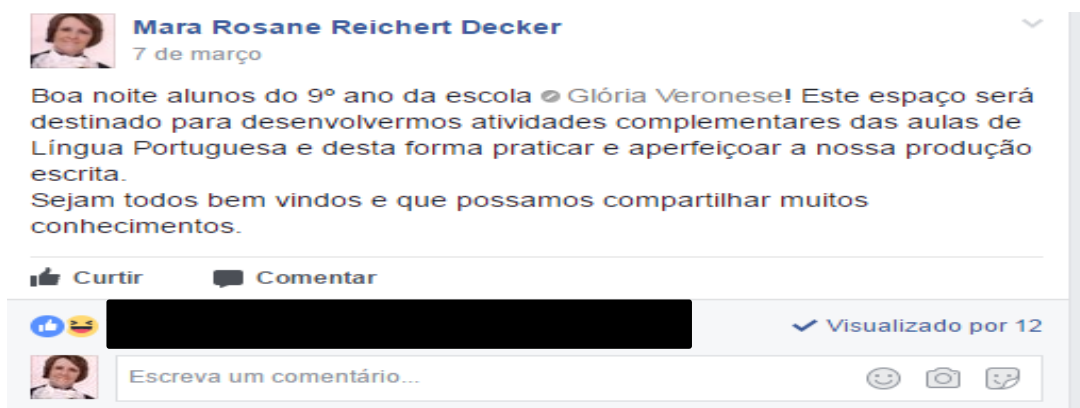 Mara Rosane Reichert Decker
7 de março
Boa noite alunos do 9º ano da escola Glória Veronese! Este espaço será
destinado para desenvolvermos atividades complementares das aulas de
Língua Portuguesa e desta forma praticar e aperfeiçoar a nossa produção
escrita.
Sejam todos bem vindos e que possamos compartilhar muitos
conhecimentos.
Curtir Comentar
Visualizado por 12
Escreva um comentário...